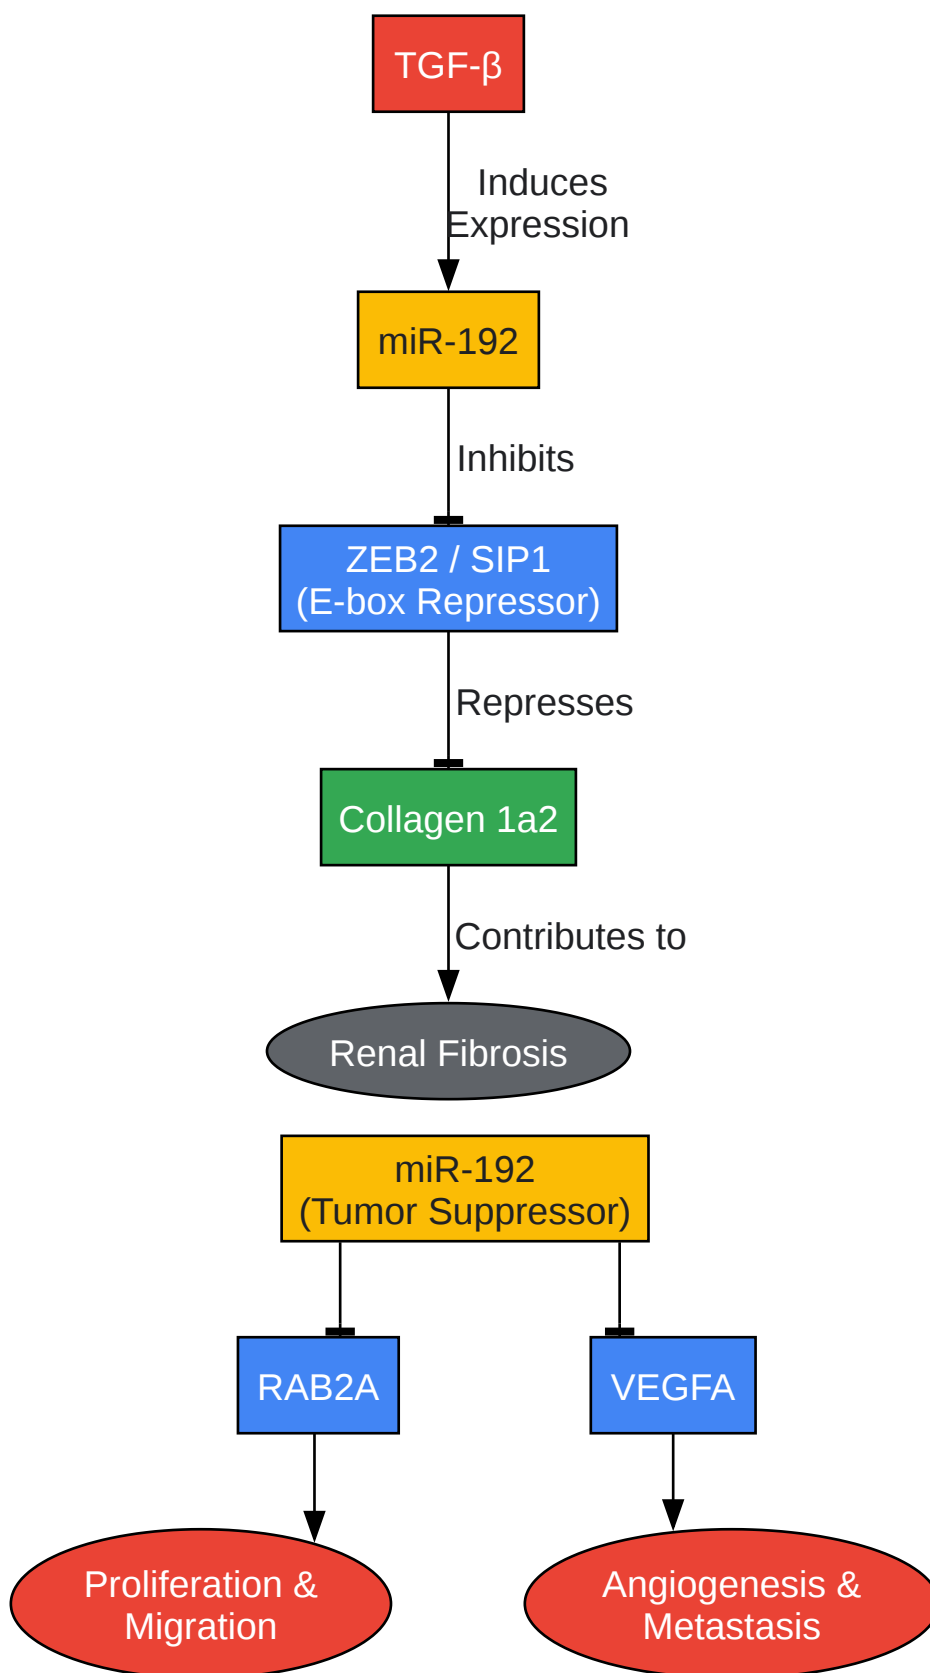 TGF-β
Induces
Expression
miR-192
Inhibits
ZEB2 / SIP1
(E-box Repressor)
Represses
Collagen 1a2
Contributes to
Renal Fibrosis
miR-192
(Tumor Suppressor)
RAB2A
VEGFA
Proliferation &
Migration
Angiogenesis &
Metastasis